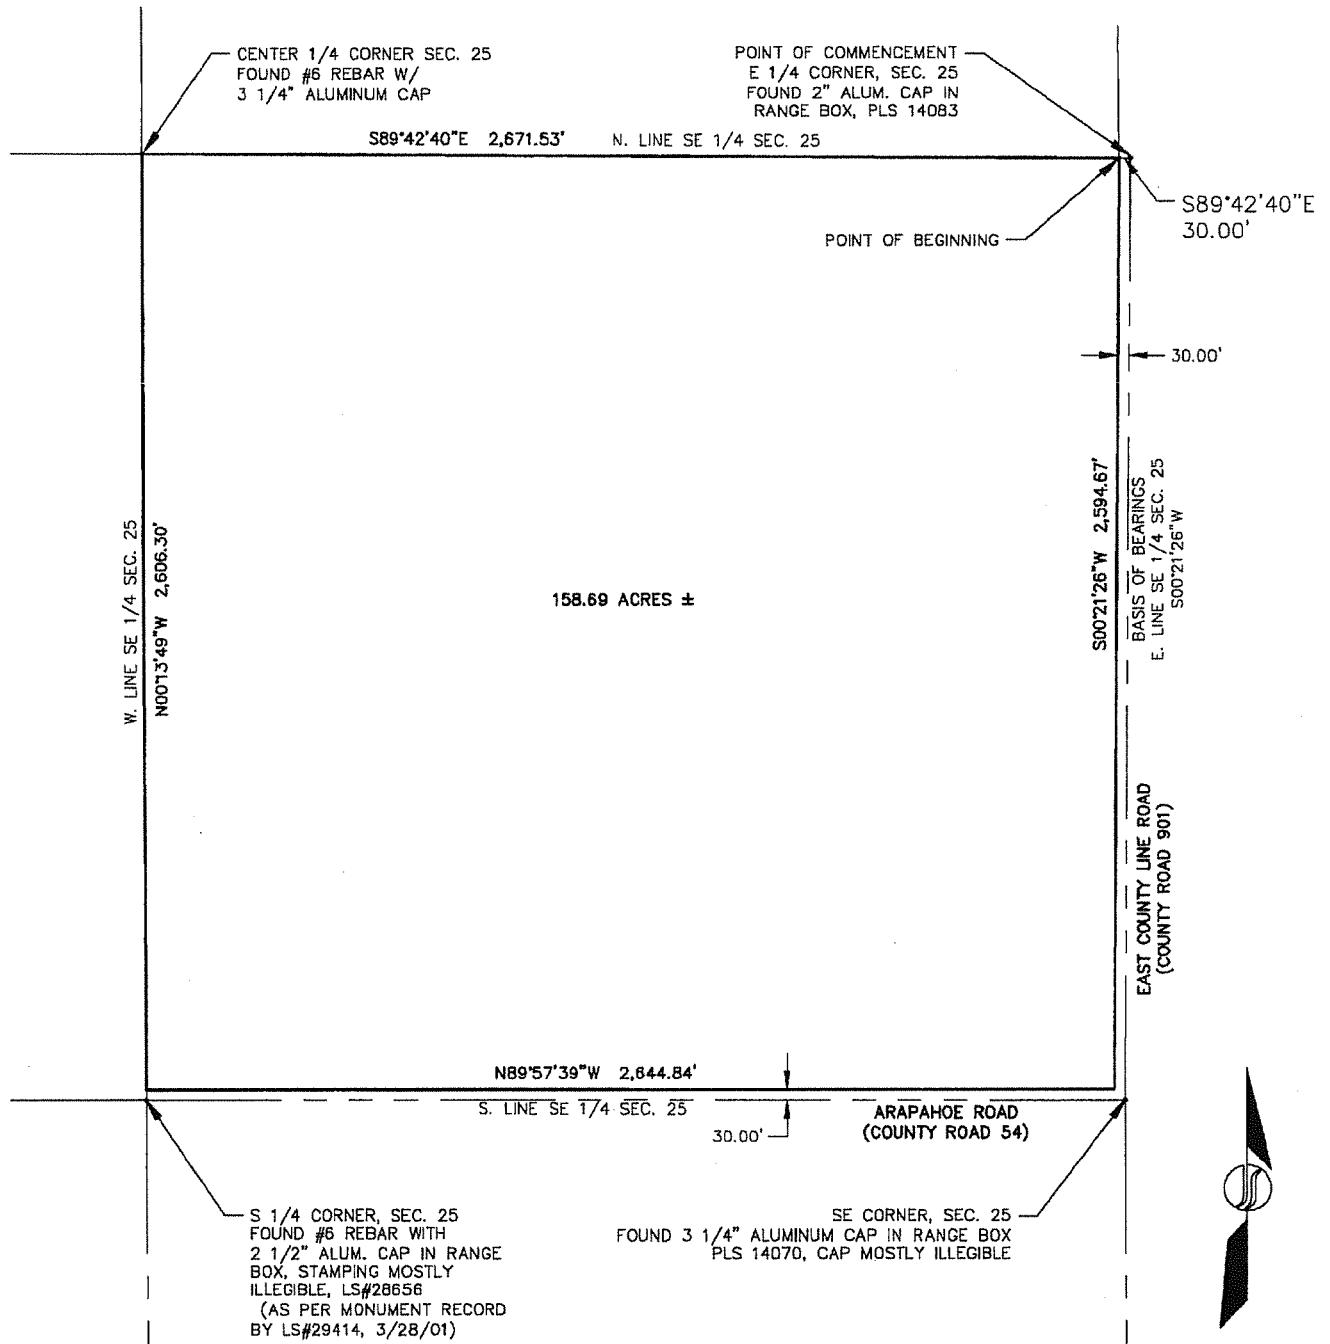 CENTER 1/4 CORNER SEC. 25
FOUND #6 REBAR W/
3 1/4" ALUMINUM CAP
POINT OF COMMENCEMENT
E 1/4 CORNER, SEC. 25
FOUND 2" ALUM. CAP IN
RANGE BOX, PLS 14083
S89°42'40"E 2,671.53' N. LINE SE 1/4 SEC. 25
S89°42'40"E
30.00'
POINT OF BEGINNING
30.00'
W. LINE SE 1/4 SEC. 25
N00°13'49"W 2,606.30'
158.69 ACRES ±
S00°21'26"W 2,594.67'
BASIS OF BEARINGS
E. LINE SE 1/4 SEC. 25
S00°21'26"W
EAST COUNTY LINE ROAD
(COUNTY ROAD 901)
N89°57'39"W 2,644.84'
S. LINE SE 1/4 SEC. 25
30.00'
ARAPAHOE ROAD
(COUNTY ROAD 54)
S 1/4 CORNER, SEC. 25
FOUND #6 REBAR WITH
2 1/2" ALUM. CAP IN RANGE
BOX, STAMPING MOSTLY
ILLEGIBLE, LS#28656
(AS PER MONUMENT RECORD
BY LS#29414, 3/28/01)
SE CORNER, SEC. 25
FOUND 3 1/4" ALUMINUM CAP IN RANGE BOX
PLS 14070, CAP MOSTLY ILLEGIBLE